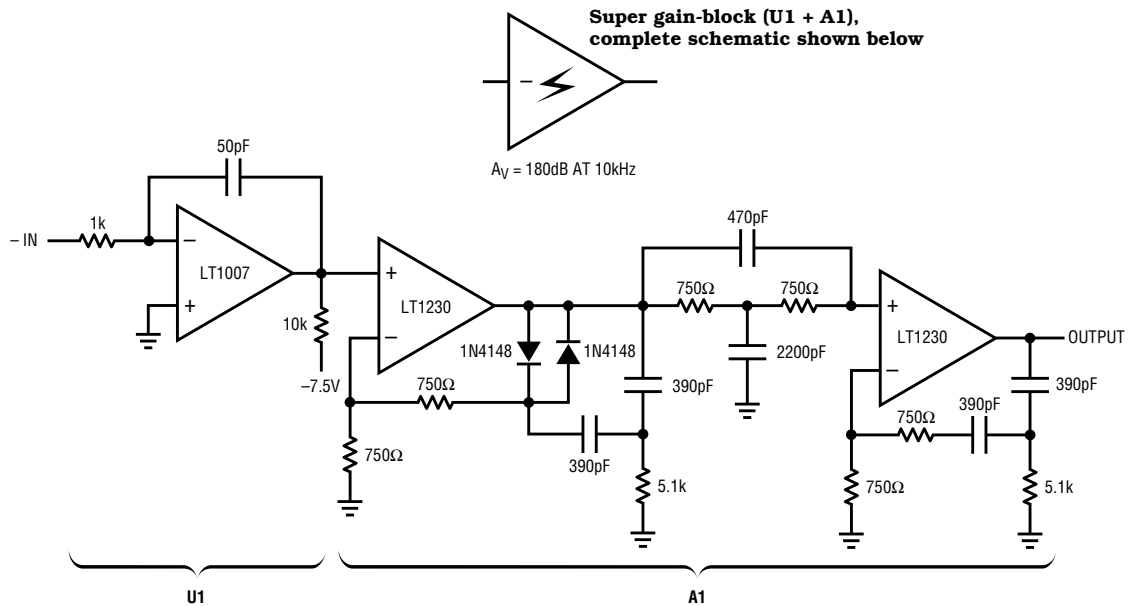 Super gain-block (U1 + A1),
complete schematic shown below
–
AV = 180dB AT 10kHz
50pF
1k
– IN
–
LT1007
+
10k
–7.5V
+
LT1230
–
1N4148
1N4148
750Ω
750Ω
390pF
390pF
5.1k
470pF
750Ω
750Ω
2200pF
+
LT1230
–
OUTPUT
390pF
750Ω
390pF
750Ω
5.1k
U1
A1